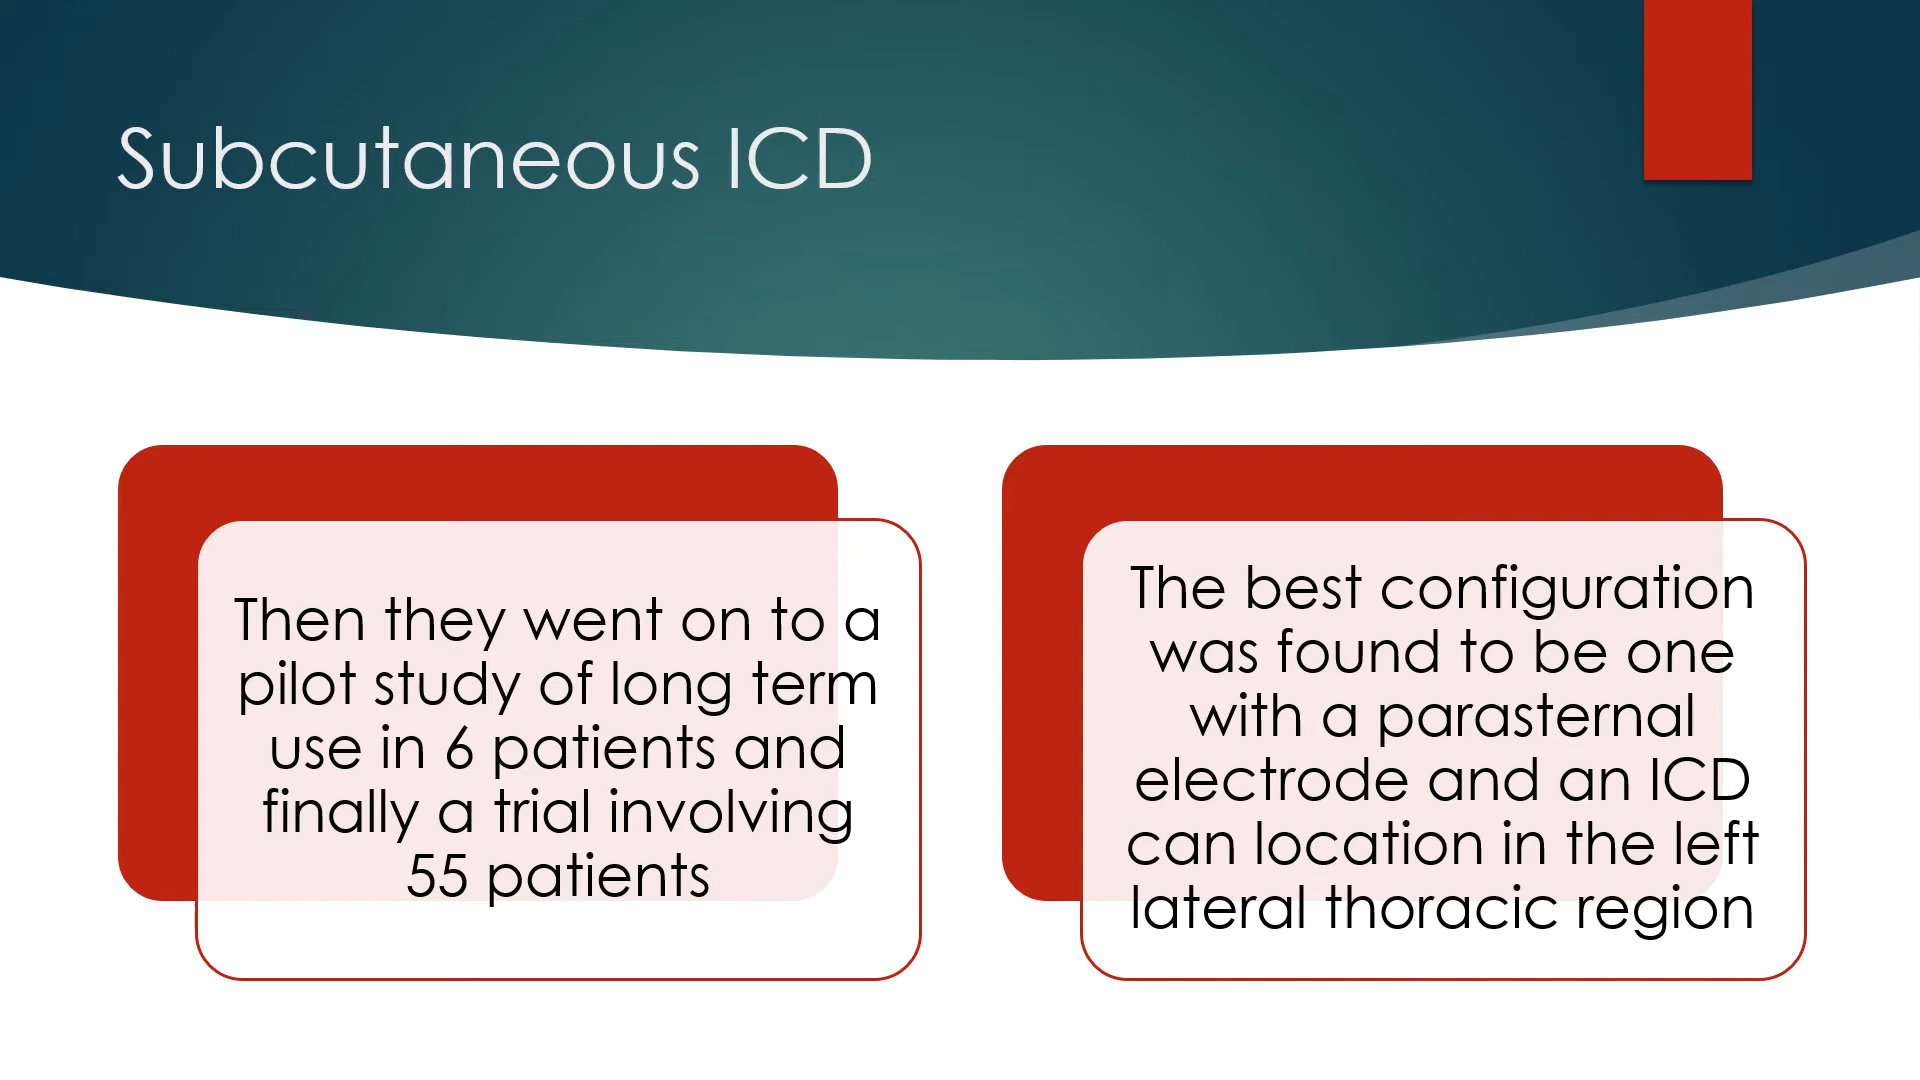 Subcutaneous ICD
Then they went on to a
pilot study of long term
use in 6 patients and
finally a trial involving
55 patients
The best configuration
was found to be one
with a parasternal
electrode and an ICD
can location in the left
lateral thoracic region